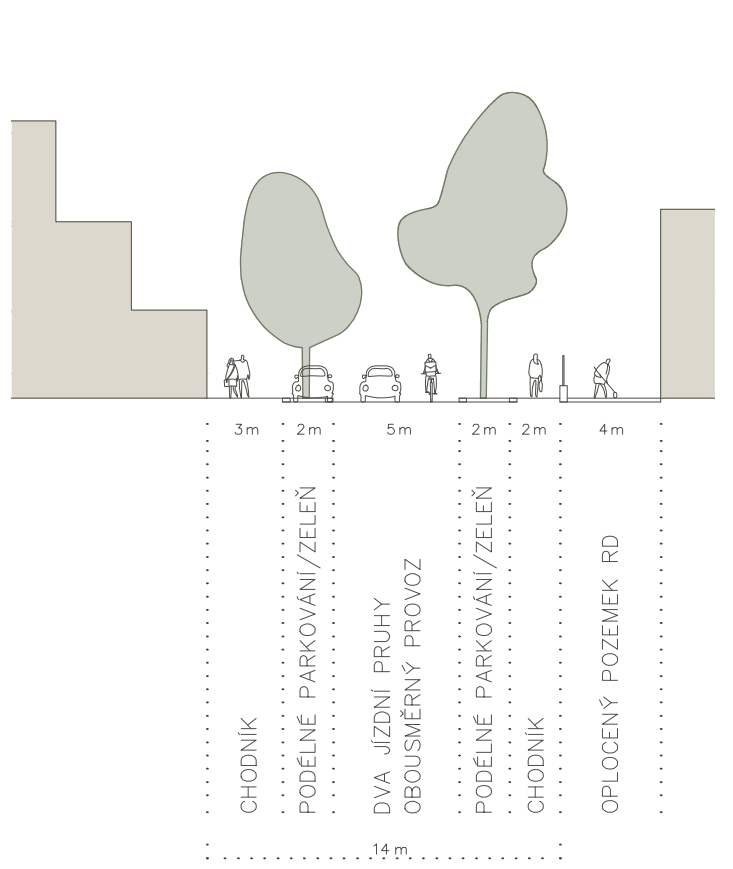 3m
2m
5m
2m
2m
4m
CHODNÍK
PODÉLNÉ PARKOVÁNÍ/ZELEŇ
DVA JÍZDNÍ PRUHY
OBOUSMĚRNÝ PROVOZ
PODÉLNÉ PARKOVÁNÍ/ZELEŇ
CHODNÍK
OPLOCENÝ POZEMEK RD
14m